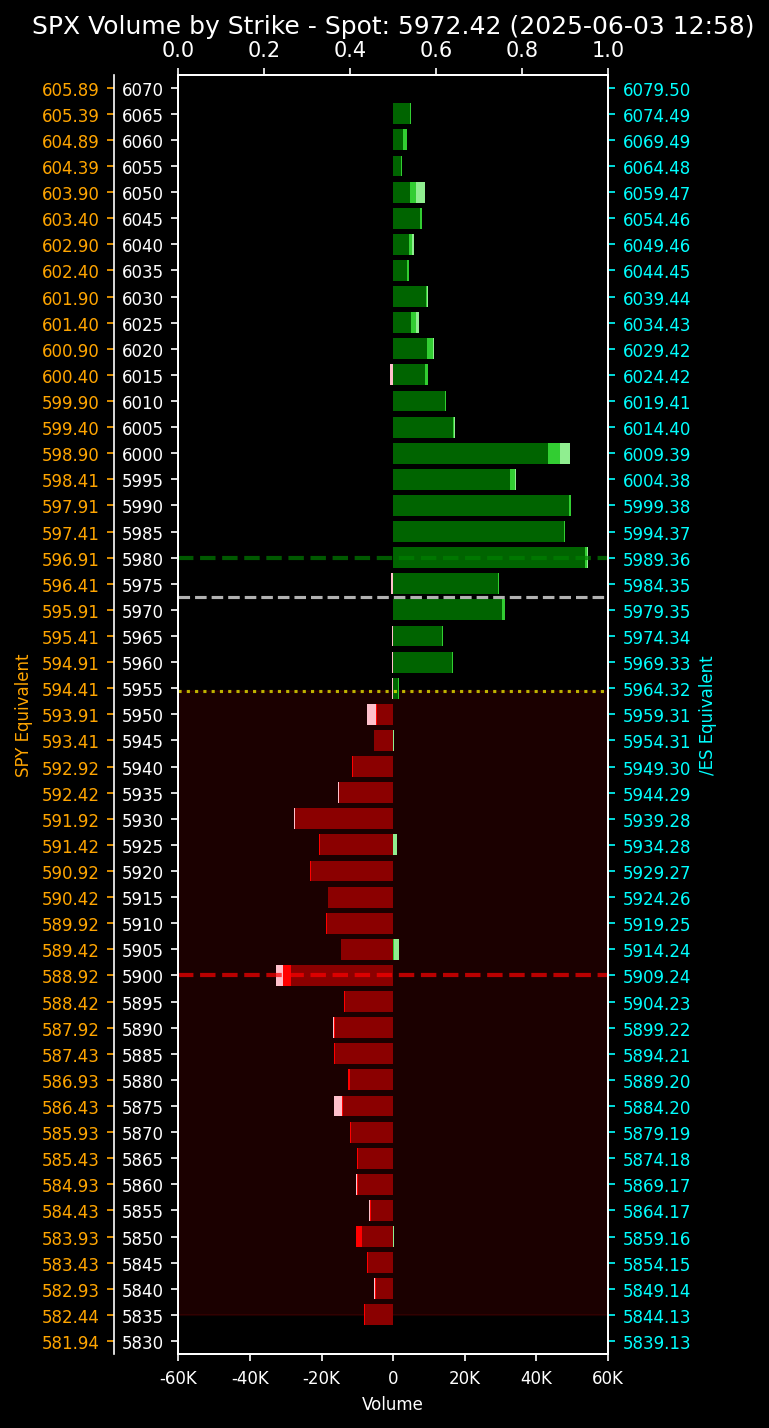 SPX Volume by Strike - Spot: 5972.42 (2025-06-03 12:58)
0.0 0.2 0.4 0.6 0.8 1.0
605.89 6070 6079.50
605.39 6065 6074.49
604.89 6060 6069.49
604.39 6055 6064.48
603.90 6050 6059.47
603.40 6045 6054.46
602.90 6040 6049.46
602.40 6035 6044.45
601.90 6030 6039.44
601.40 6025 6034.43
600.90 6020 6029.42
600.40 6015 6024.42
599.90 6010 6019.41
599.40 6005 6014.40
598.90 6000 6009.39
598.41 5995 6004.38
597.91 5990 5999.38
597.41 5985 5994.37
596.91 5980 5989.36
596.41 5975 5984.35
595.91 5970 5979.35
595.41 5965 5974.34
594.91 5960 5969.33
594.41 5955 5964.32
593.91 5950 5959.31
593.41 5945 5954.31
592.92 5940 5949.30
592.42 5935 5944.29
591.92 5930 5939.28
591.42 5925 5934.28
590.92 5920 5929.27
590.42 5915 5924.26
589.92 5910 5919.25
589.42 5905 5914.24
588.92 5900 5909.24
588.42 5895 5904.23
587.92 5890 5899.22
587.43 5885 5894.21
586.93 5880 5889.20
586.43 5875 5884.20
585.93 5870 5879.19
585.43 5865 5874.18
584.93 5860 5869.17
584.43 5855 5864.17
583.93 5850 5859.16
583.43 5845 5854.15
582.93 5840 5849.14
582.44 5835 5844.13
581.94 5830 5839.13
SPY Equivalent
/ES Equivalent
-60K -40K -20K 0 20K 40K 60K
Volume